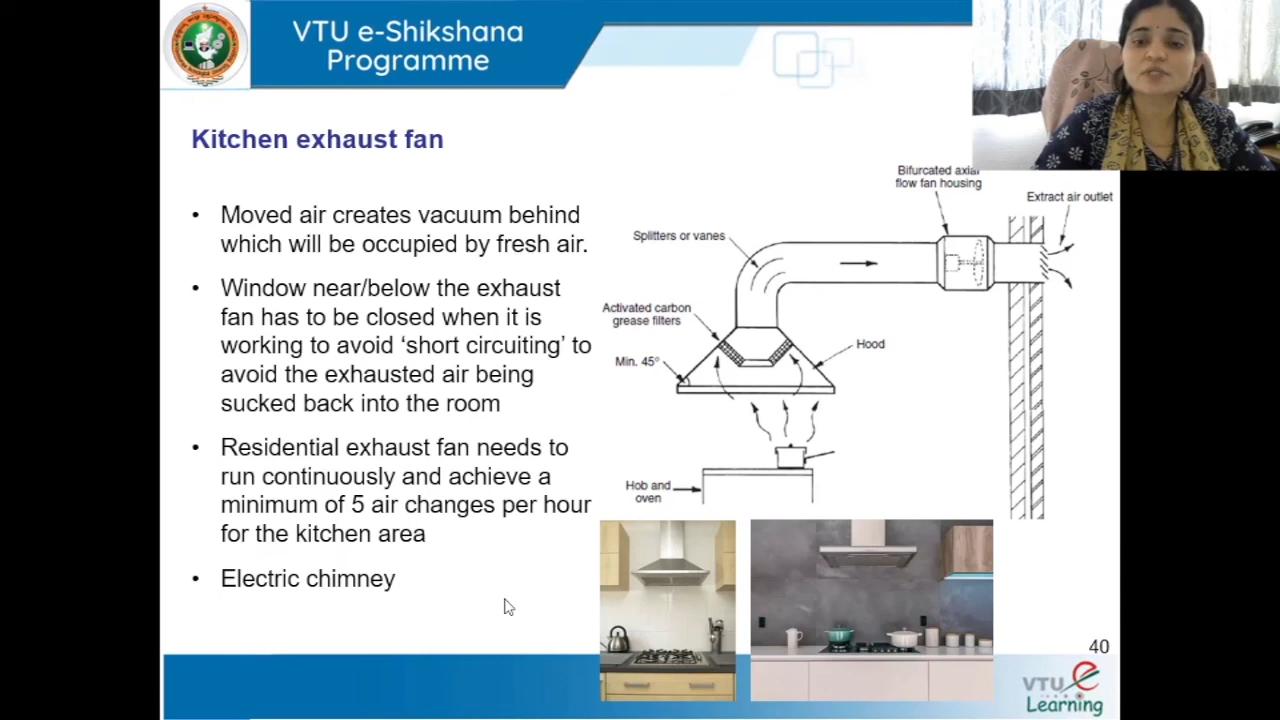 VTU e-Shikshana
Programme
Kitchen exhaust fan
• Moved air creates vacuum behind
which will be occupied by fresh air.
• Window near/below the exhaust
fan has to be closed when it is
working to avoid ‘short circuiting’ to
avoid the exhausted air being
sucked back into the room
• Residential exhaust fan needs to
run continuously and achieve a
minimum of 5 air changes per hour
for the kitchen area
• Electric chimney
Bifurcated axial
flow fan housing
Extract air outlet
Splitters or vanes
Activated carbon
grease filters
Hood
Min. 45°
Hob and
oven
40
VTU e
Learning